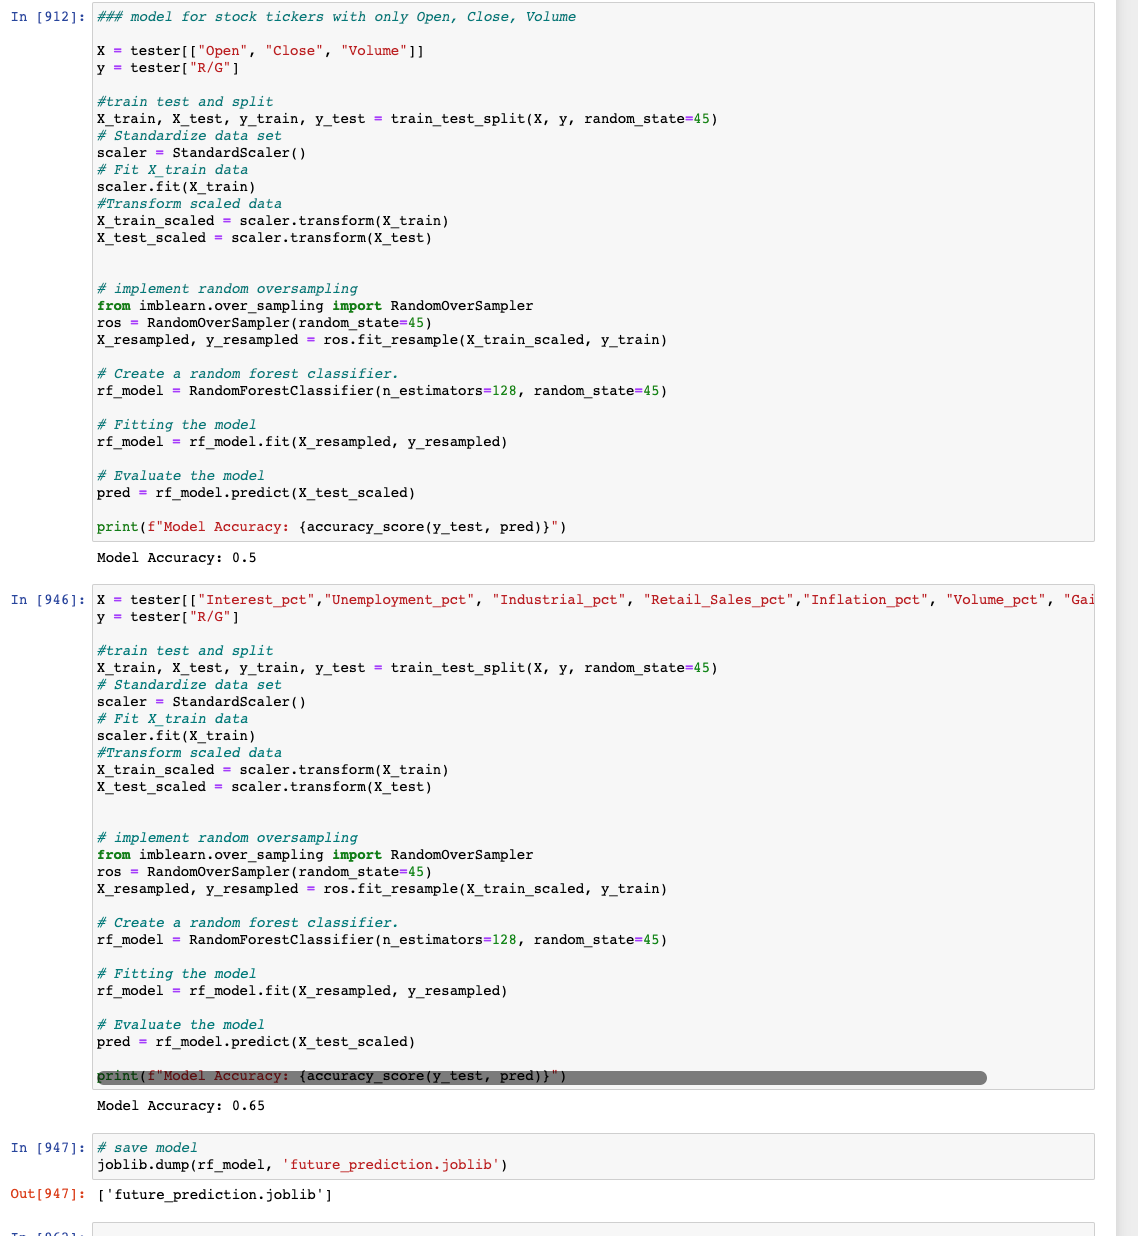 In [912]: ### model for stock tickers with only Open, Close, Volume
X = tester[["Open", "Close", "Volume"]]
y = tester["R/G"]
#train test and split
X_train, X_test, y_train, y_test = train_test_split(X, y, random_state=45)
# Standardize data set
scaler = StandardScaler()
# Fit X_train data
scaler.fit(X_train)
#Transform scaled data
X_train_scaled = scaler.transform(X_train)
X_test_scaled = scaler.transform(X_test)
# implement random oversampling
from imblearn.over_sampling import RandomOverSampler
ros = RandomOverSampler(random_state=45)
X_resampled, y_resampled = ros.fit_resample(X_train_scaled, y_train)
# Create a random forest classifier.
rf_model = RandomForestClassifier(n_estimators=128, random_state=45)
# Fitting the model
rf_model = rf_model.fit(X_resampled, y_resampled)
# Evaluate the model
pred = rf_model.predict(X_test_scaled)
print(f"Model Accuracy: {accuracy_score(y_test, pred)}")
Model Accuracy: 0.5
In [946]: X = tester[["Interest_pct","Unemployment_pct", "Industrial_pct", "Retail_Sales_pct","Inflation_pct", "Volume_pct", "Gai
y = tester["R/G"]
#train test and split
X_train, X_test, y_train, y_test = train_test_split(X, y, random_state=45)
# Standardize data set
scaler = StandardScaler()
# Fit X_train data
scaler.fit(X_train)
#Transform scaled data
X_train_scaled = scaler.transform(X_train)
X_test_scaled = scaler.transform(X_test)
# implement random oversampling
from imblearn.over_sampling import RandomOverSampler
ros = RandomOverSampler(random_state=45)
X_resampled, y_resampled = ros.fit_resample(X_train_scaled, y_train)
# Create a random forest classifier.
rf_model = RandomForestClassifier(n_estimators=128, random_state=45)
# Fitting the model
rf_model = rf_model.fit(X_resampled, y_resampled)
# Evaluate the model
pred = rf_model.predict(X_test_scaled)
print(f"Model Accuracy: {accuracy_score(y_test, pred)}")
Model Accuracy: 0.65
In [947]: # save model
joblib.dump(rf_model, 'future_prediction.joblib')
Out[947]: ['future_prediction.joblib']